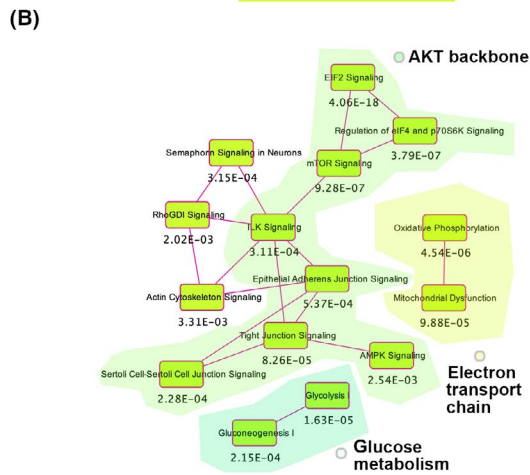 (B)
AKT backbone
EIF2 Signaling
4.06E-18
Regulation of eIF4 and p70S6K Signaling
3.79E-07
Semaphorin Signaling in Neurons
3.15E-04
mTOR Signaling
9.28E-07
RhoGDI Signaling
2.02E-03
ILK Signaling
3.11E-04
Oxidative Phosphorylation
4.54E-06
Epithelial Adherens Junction Signaling
5.37E-04
Actin Cytoskeleton Signaling
3.31E-03
Mitochondrial Dysfunction
9.88E-05
Tight Junction Signaling
8.26E-05
AMPK Signaling
2.54E-03
Sertoli Cell-Sertoli Cell Junction Signaling
2.28E-04
Electron
transport
chain
Glycolysis I
1.63E-05
Gluconeogenesis I
2.15E-04
Glucose
metabolism